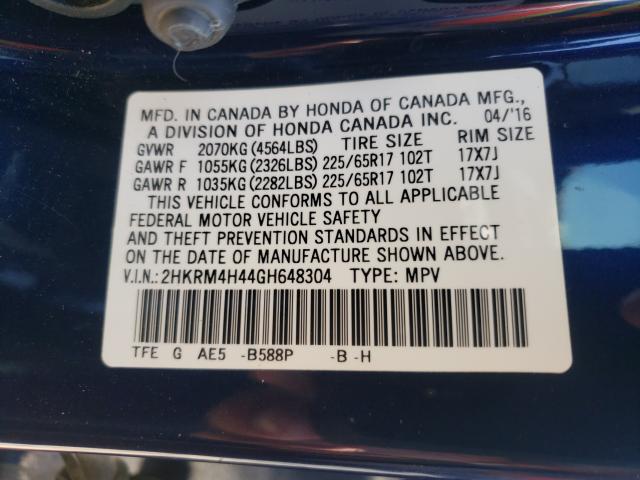 MFD. IN CANADA BY HONDA OF CANADA MFG.,
A DIVISION OF HONDA CANADA INC. 04/'16
GVWR 2070KG (4564LBS) TIRE SIZE RIM SIZE
GAWR F 1055KG (2326LBS) 225/65R17 102T 17X7J
GAWR R 1035KG (2282LBS) 225/65R17 102T 17X7J
THIS VEHICLE CONFORMS TO ALL APPLICABLE
FEDERAL MOTOR VEHICLE SAFETY
AND THEFT PREVENTION STANDARDS IN EFFECT
ON THE DATE OF MANUFACTURE SHOWN ABOVE.
V.I.N.: 2HKRM4H44GH648304 TYPE: MPV
TFE G AE5 -B588P -B -H